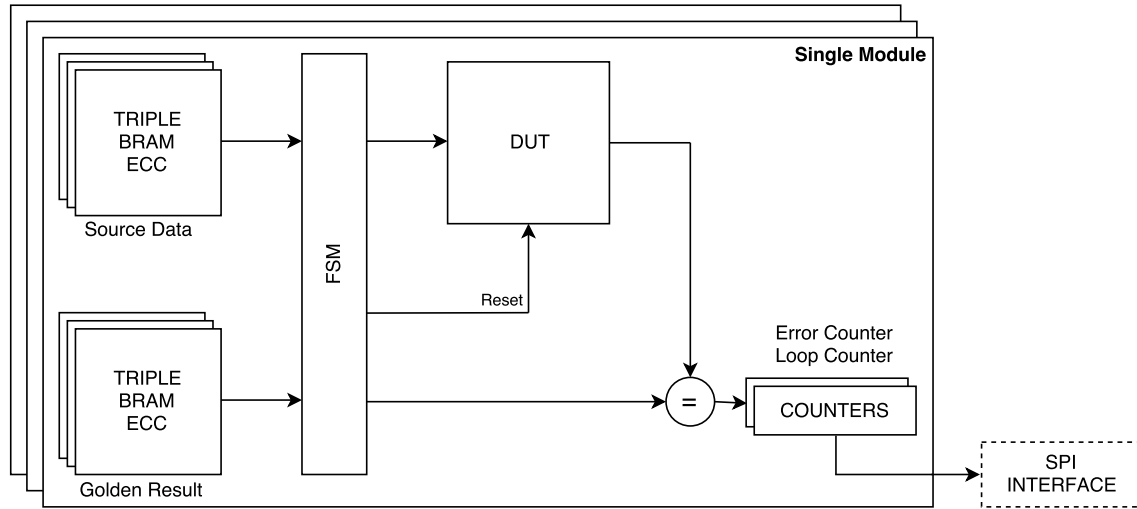 Single Module
TRIPLE
BRAM
ECC
Source Data
FSM
DUT
Reset
TRIPLE
BRAM
ECC
Golden Result
=
Error Counter
Loop Counter
COUNTERS
SPI
INTERFACE